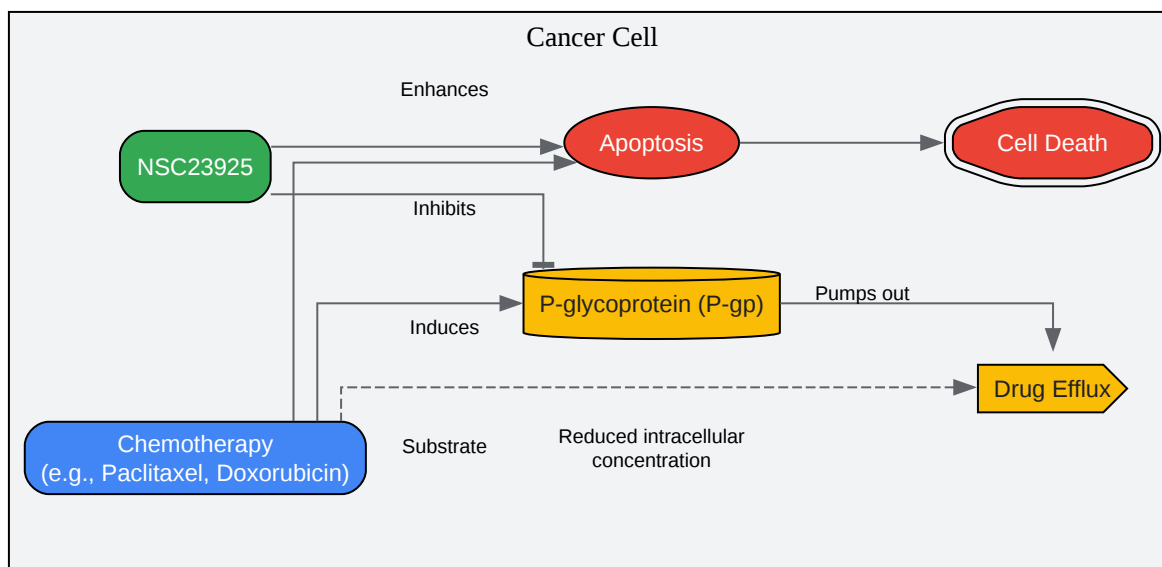 Cancer Cell
Enhances
NSC23925
Apoptosis
Cell Death
Inhibits
P-glycoprotein (P-gp)
Pumps out
Induces
Drug Efflux
Chemotherapy
(e.g., Paclitaxel, Doxorubicin)
Substrate
Reduced intracellular
concentration